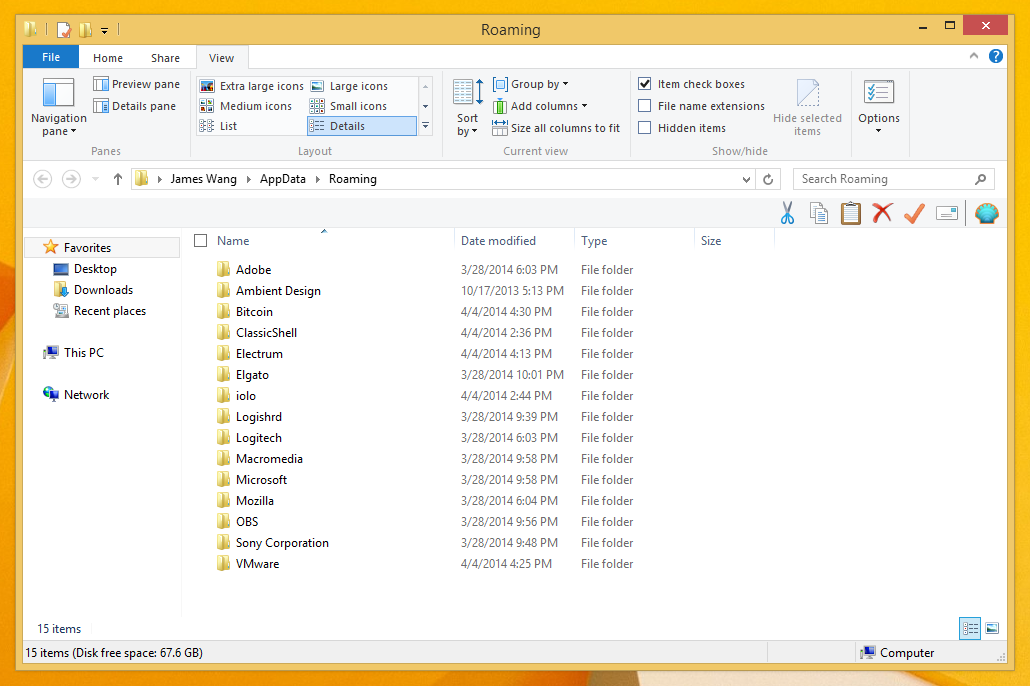 Roaming
File Home Share View
Navigation pane
Preview pane
Details pane
Panes
Extra large icons Large icons
Medium icons Small icons
List Details
Layout
Sort by
Group by
Add columns
Size all columns to fit
Current view
Item check boxes
File name extensions
Hidden items
Hide selected items
Show/hide
Options
James Wang AppData Roaming
Search Roaming
Favorites
Desktop
Downloads
Recent places
This PC
Network
Name Date modified Type Size
Adobe 3/28/2014 6:03 PM File folder
Ambient Design 10/17/2013 5:13 PM File folder
Bitcoin 4/4/2014 4:30 PM File folder
ClassicShell 4/4/2014 2:36 PM File folder
Electrum 4/4/2014 4:13 PM File folder
Elgato 3/28/2014 10:01 PM File folder
iolo 4/4/2014 2:44 PM File folder
Logishrd 3/28/2014 9:39 PM File folder
Logitech 3/28/2014 6:03 PM File folder
Macromedia 3/28/2014 9:58 PM File folder
Microsoft 3/28/2014 9:58 PM File folder
Mozilla 3/28/2014 6:04 PM File folder
OBS 3/28/2014 9:56 PM File folder
Sony Corporation 3/28/2014 9:48 PM File folder
VMware 4/4/2014 4:25 PM File folder
15 items
15 items (Disk free space: 67.6 GB) Computer